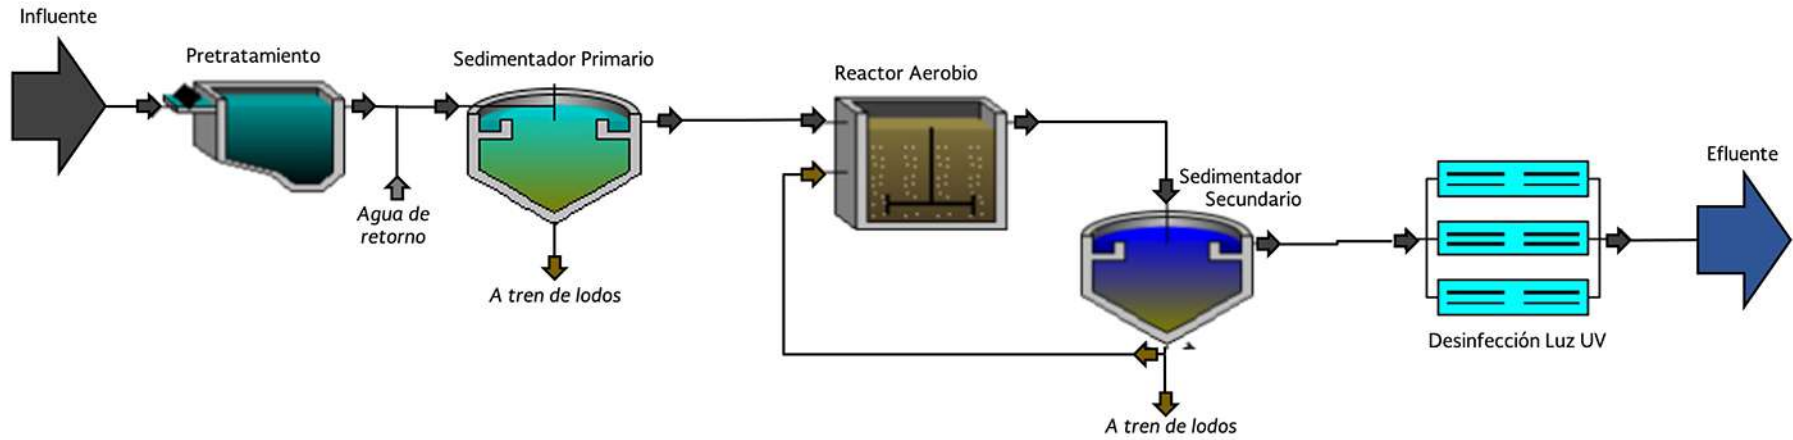 Influente
Pretratamiento
Sedimentador Primario
Reactor Aerobio
Agua de
retorno
A tren de lodos
Sedimentador
Secundario
A tren de lodos
Desinfección Luz UV
Efluente